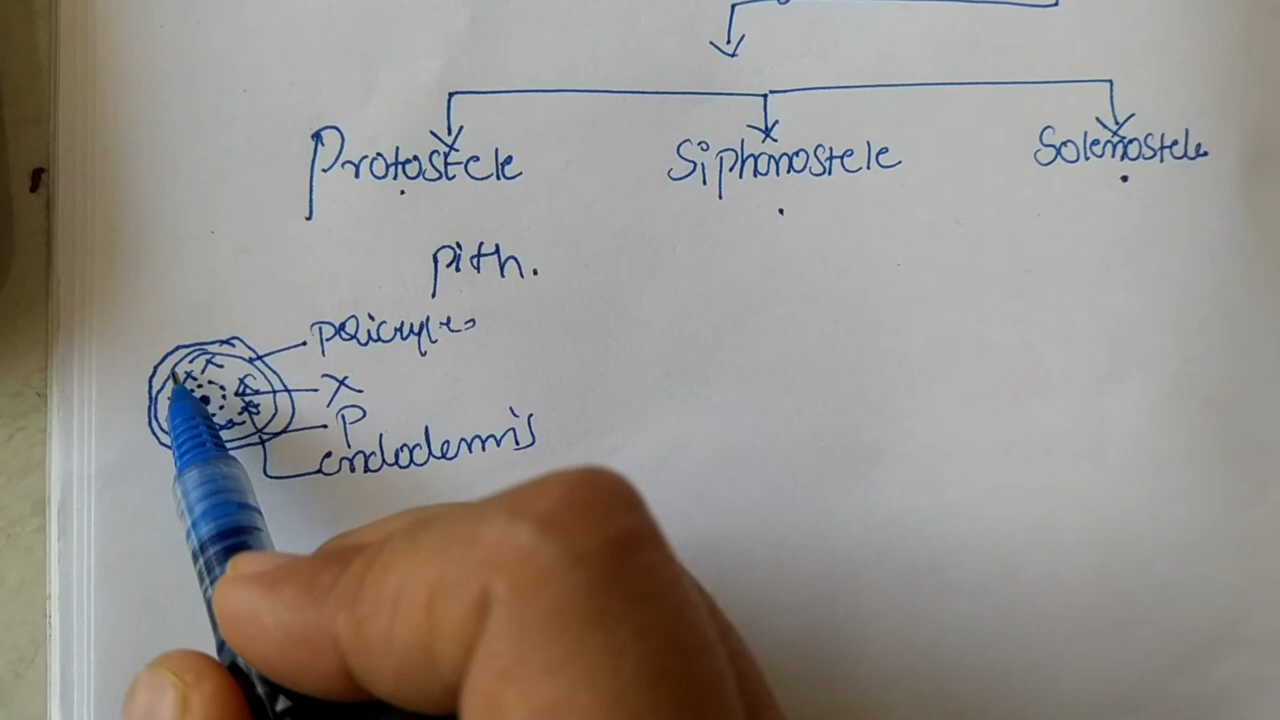 Protostele Siphonostele Solenostele
pith.
pericycle
X
P
endodermis